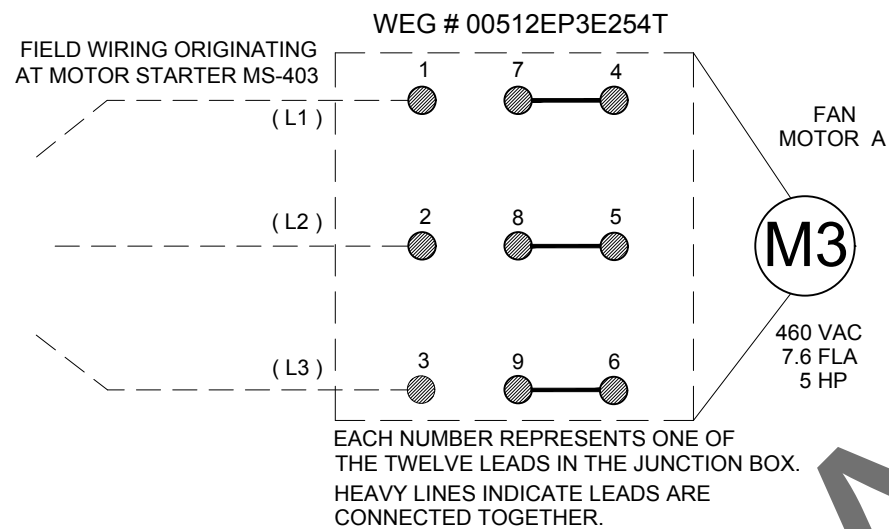 WEG # 00512EP3E254T
FIELD WIRING ORIGINATING
AT MOTOR STARTER MS-403
1 7 4
( L1 )
FAN
MOTOR A
( L2 )
2 8 5
M3
460 VAC
7.6 FLA
5 HP
( L3 )
3 9 6
EACH NUMBER REPRESENTS ONE OF
THE TWELVE LEADS IN THE JUNCTION BOX.
HEAVY LINES INDICATE LEADS ARE
CONNECTED TOGETHER.